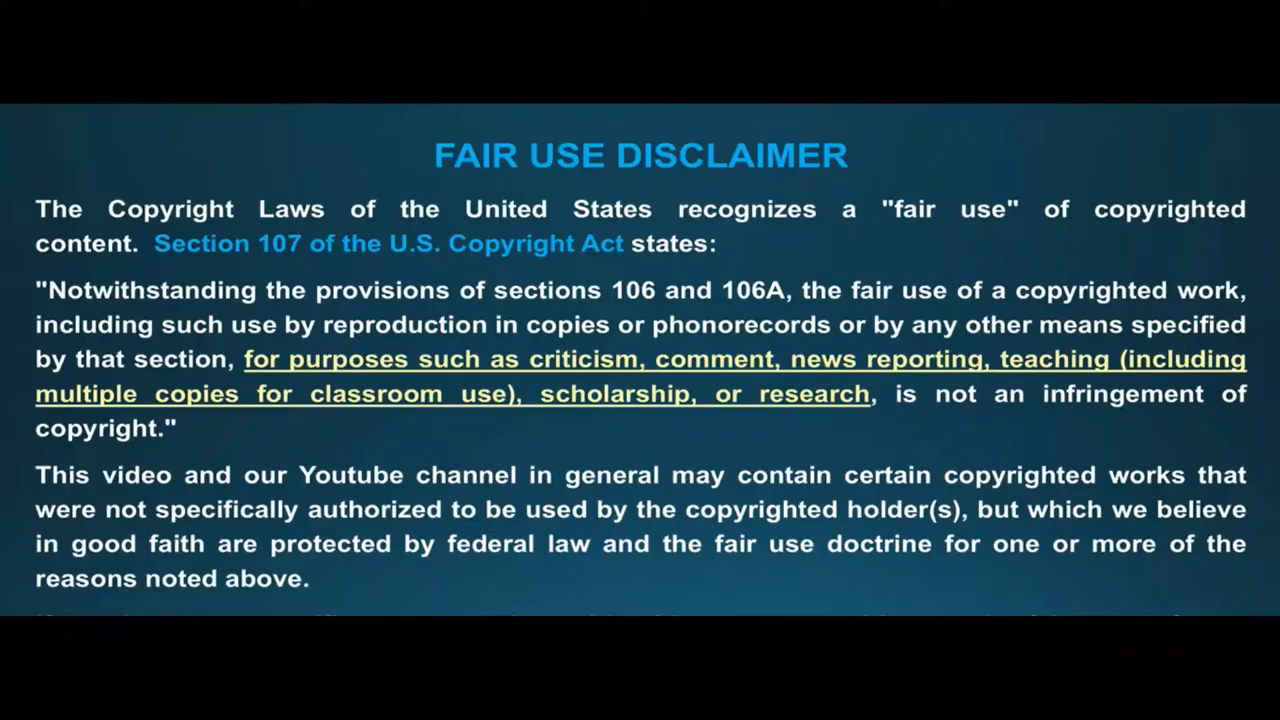 FAIR USE DISCLAIMER
The Copyright Laws of the United States recognizes a "fair use" of copyrighted
content. Section 107 of the U.S. Copyright Act states:
"Notwithstanding the provisions of sections 106 and 106A, the fair use of a copyrighted work,
including such use by reproduction in copies or phonorecords or by any other means specified
by that section, for purposes such as criticism, comment, news reporting, teaching (including
multiple copies for classroom use), scholarship, or research, is not an infringement of
copyright."
This video and our Youtube channel in general may contain certain copyrighted works that
were not specifically authorized to be used by the copyrighted holder(s), but which we believe
in good faith are protected by federal law and the fair use doctrine for one or more of the
reasons noted above.